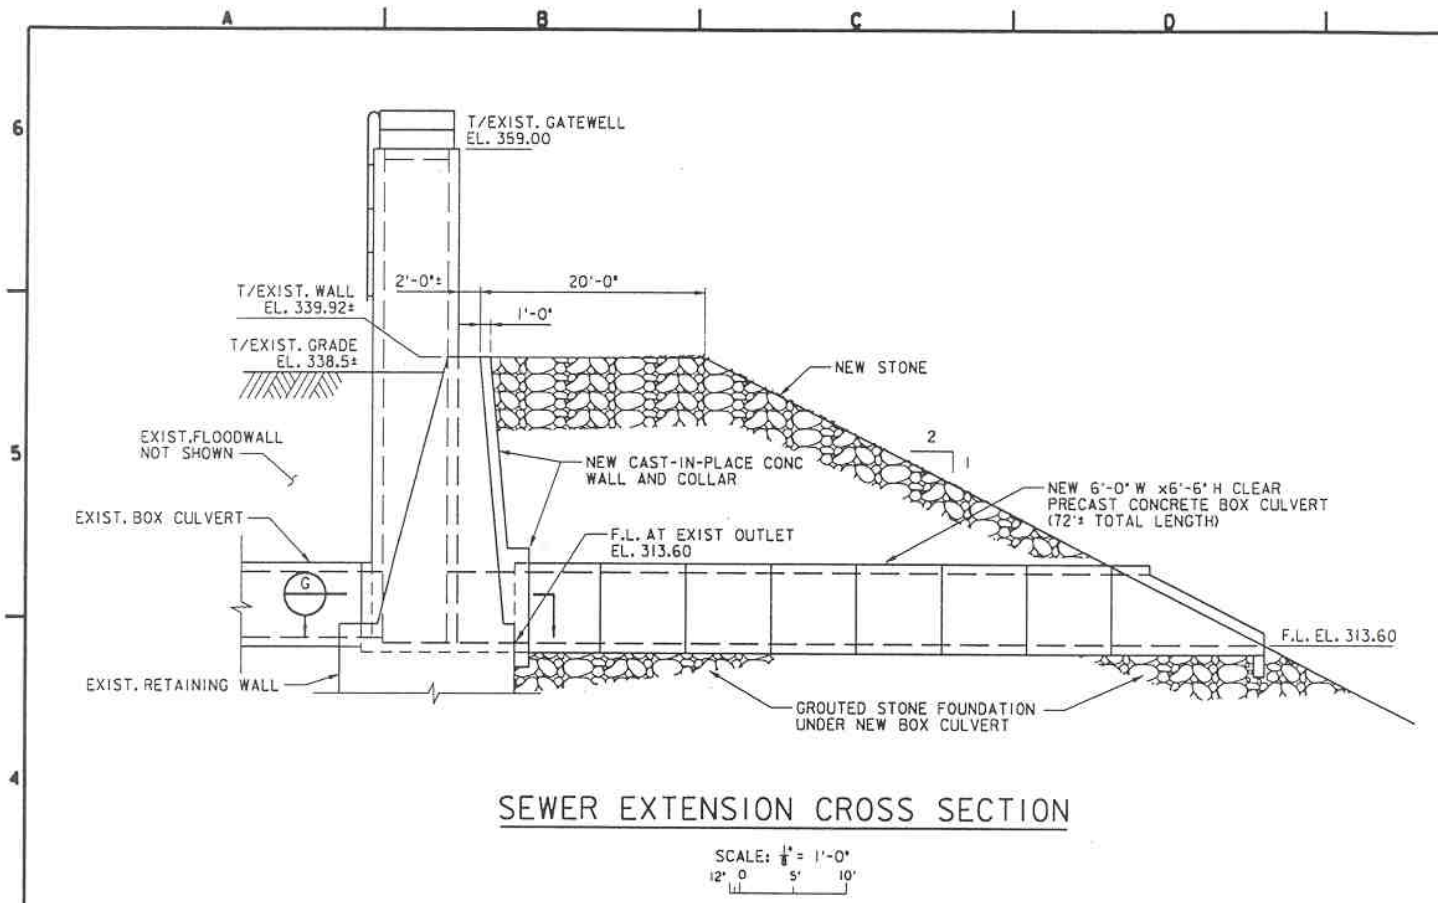 A B C D
6
T/EXIST. GATEWELL
EL. 359.00
T/EXIST. WALL
EL. 339.92±
2'-0"±
20'-0"
1'-0"
T/EXIST. GRADE
EL. 338.5±
NEW STONE
5
EXIST.FLOODWALL
NOT SHOWN
2
1
NEW CAST-IN-PLACE CONC
WALL AND COLLAR
NEW 6'-0" W x6'-6" H CLEAR
PRECAST CONCRETE BOX CULVERT
(72'± TOTAL LENGTH)
EXIST. BOX CULVERT
F.L. AT EXIST OUTLET
EL. 313.60
G
F.L. EL. 313.60
EXIST. RETAINING WALL
GROUTED STONE FOUNDATION
UNDER NEW BOX CULVERT
4
SEWER EXTENSION CROSS SECTION
SCALE: 1/8" = 1'-0"
12" 0 5' 10'